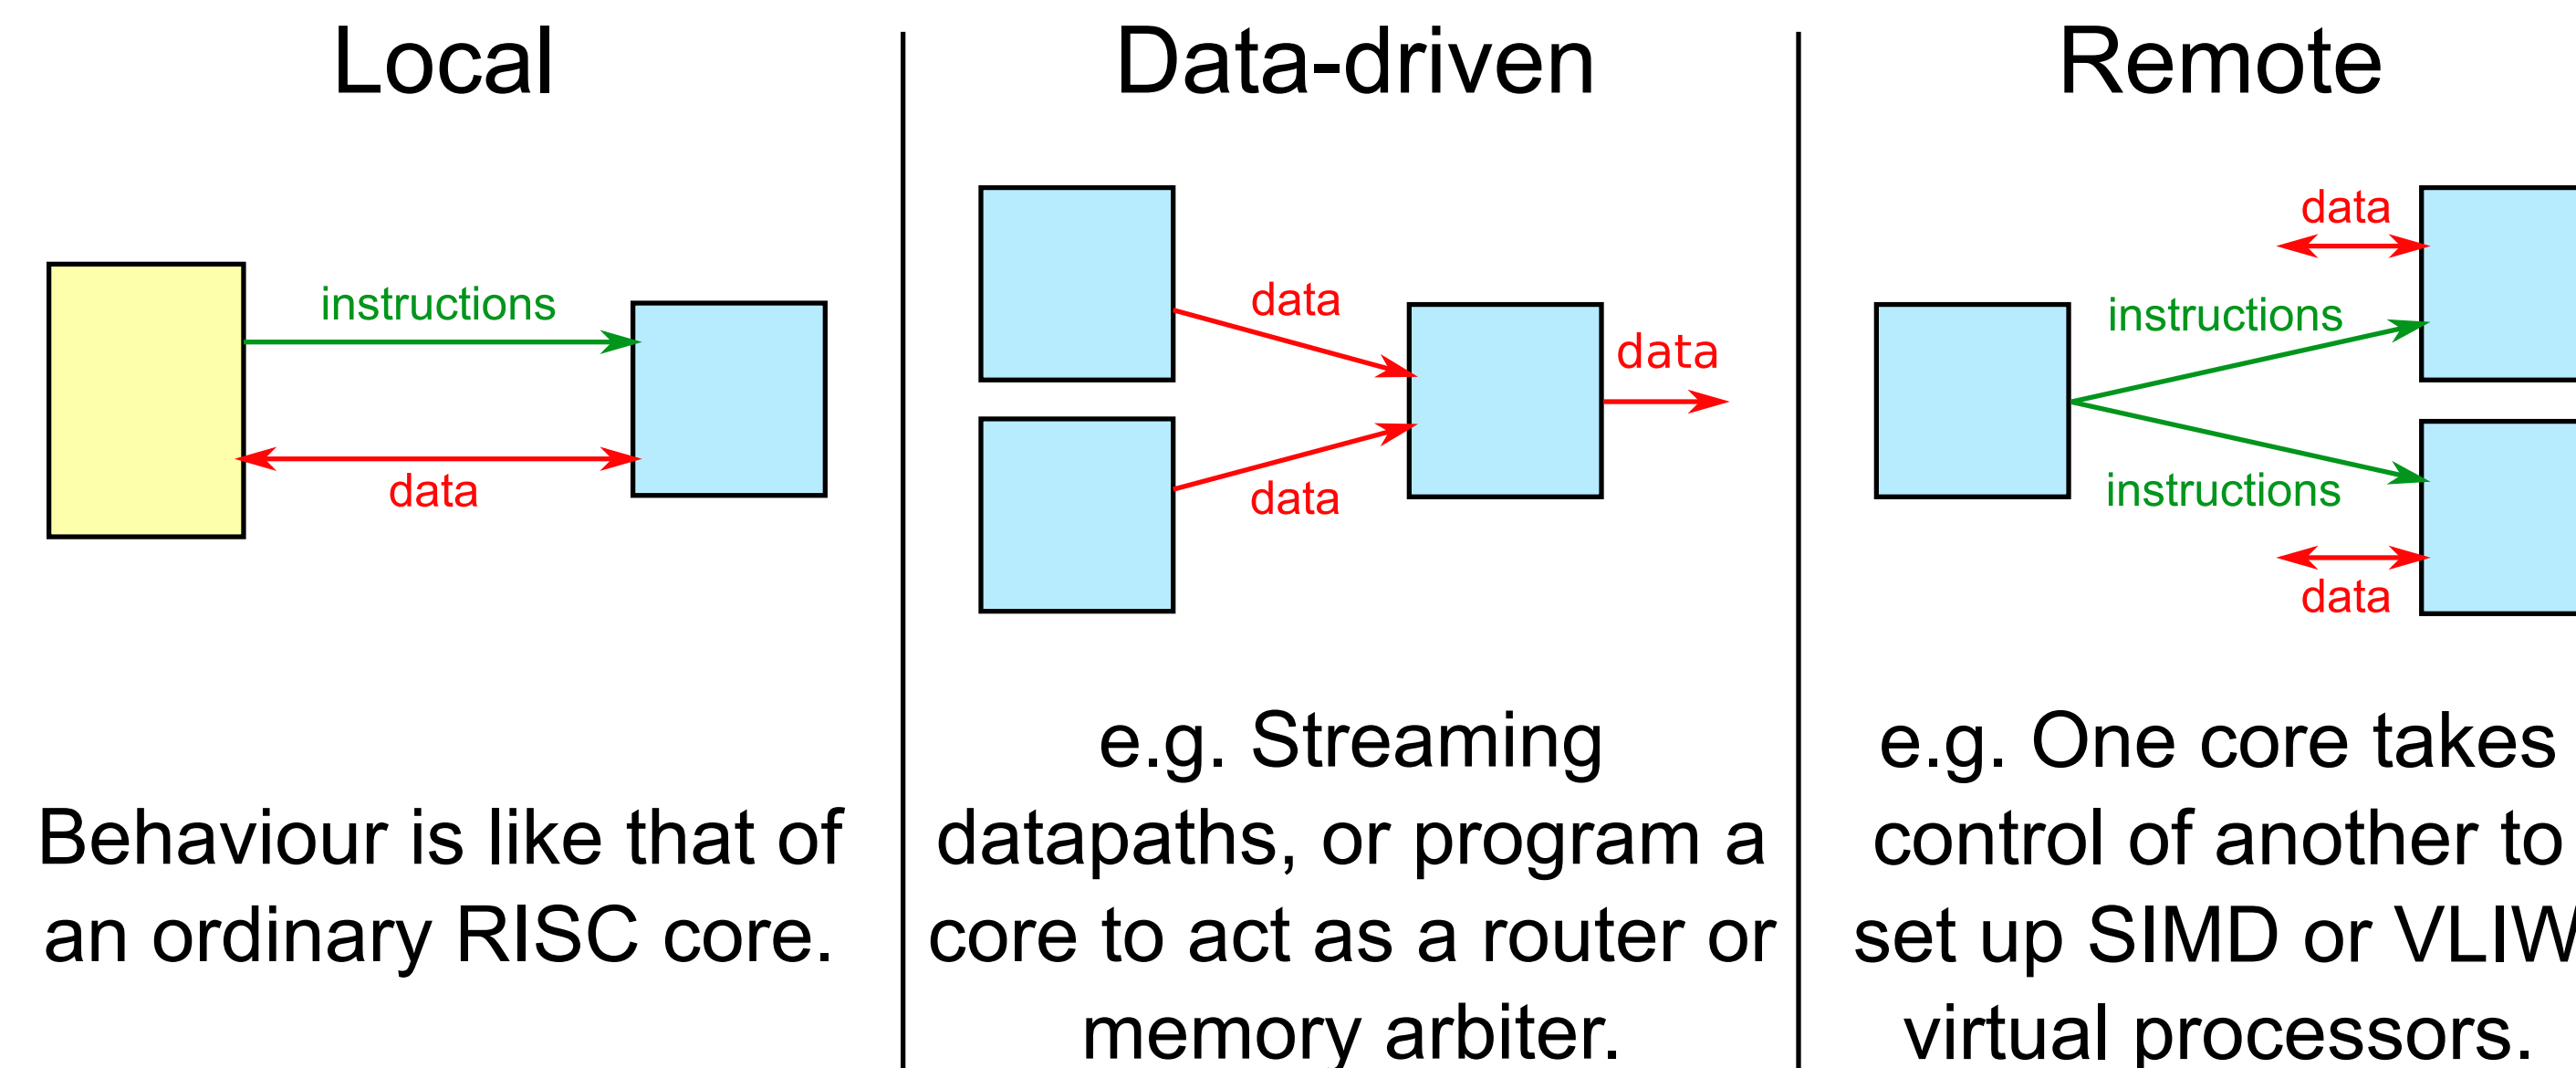 Local
instructions
data
Behaviour is like that of
an ordinary RISC core.
Data-driven
data
data
data
e.g. Streaming
datapaths, or program a
core to act as a router or
memory arbiter.
Remote
data
instructions
instructions
data
e.g. One core takes
control of another to
set up SIMD or VLIW
virtual processors.